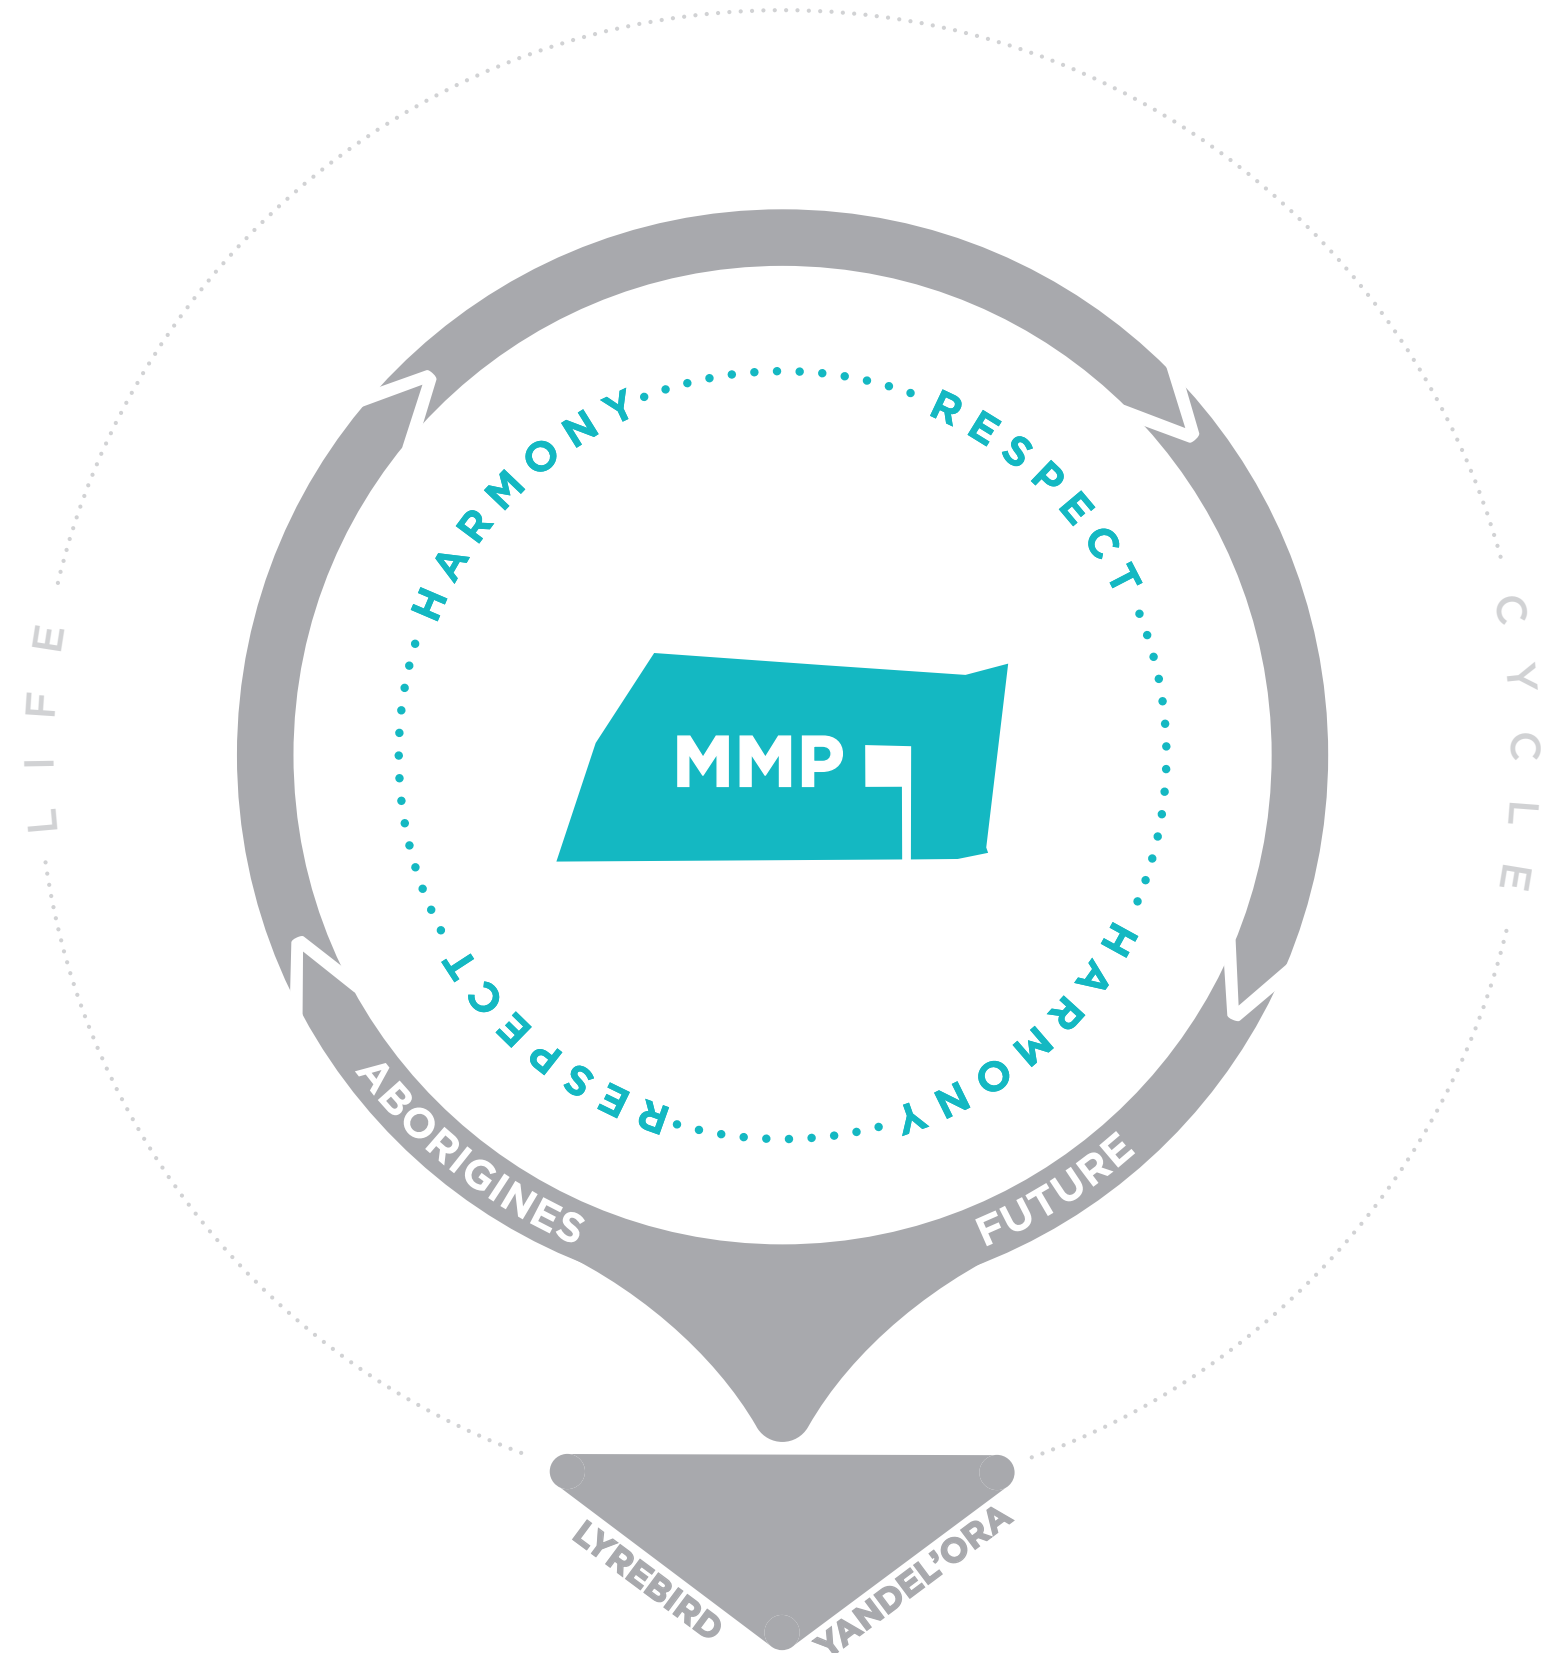 LIFE
CYCLE
HARMONY
RESPECT
MMP
HARMONY
RESPECT
ABORIGINES
FUTURE
LYREBIRD
YANDEL’ORA